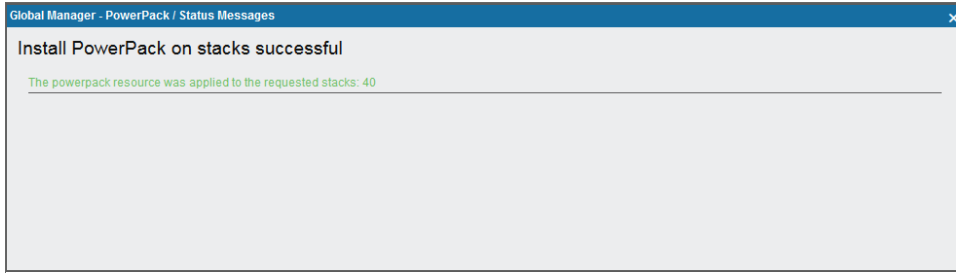 Global Manager - PowerPack / Status Messages
Install PowerPack on stacks successful
The powerpack resource was applied to the requested stacks: 40